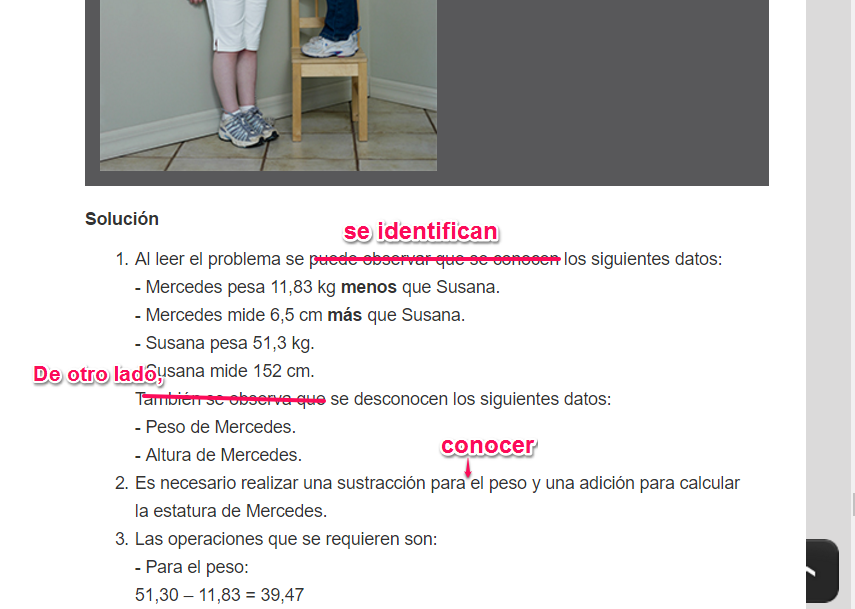 Solución
se identifican
1. Al leer el problema se puede observar que se conocen los siguientes datos:
- Mercedes pesa 11,83 kg menos que Susana.
- Mercedes mide 6,5 cm más que Susana.
- Susana pesa 51,3 kg.
- Susana mide 152 cm.
De otro lado,
También se observa que se desconocen los siguientes datos:
- Peso de Mercedes.
- Altura de Mercedes.
conocer
2. Es necesario realizar una sustracción para el peso y una adición para calcular
la estatura de Mercedes.
3. Las operaciones que se requieren son:
- Para el peso:
51,30 – 11,83 = 39,47